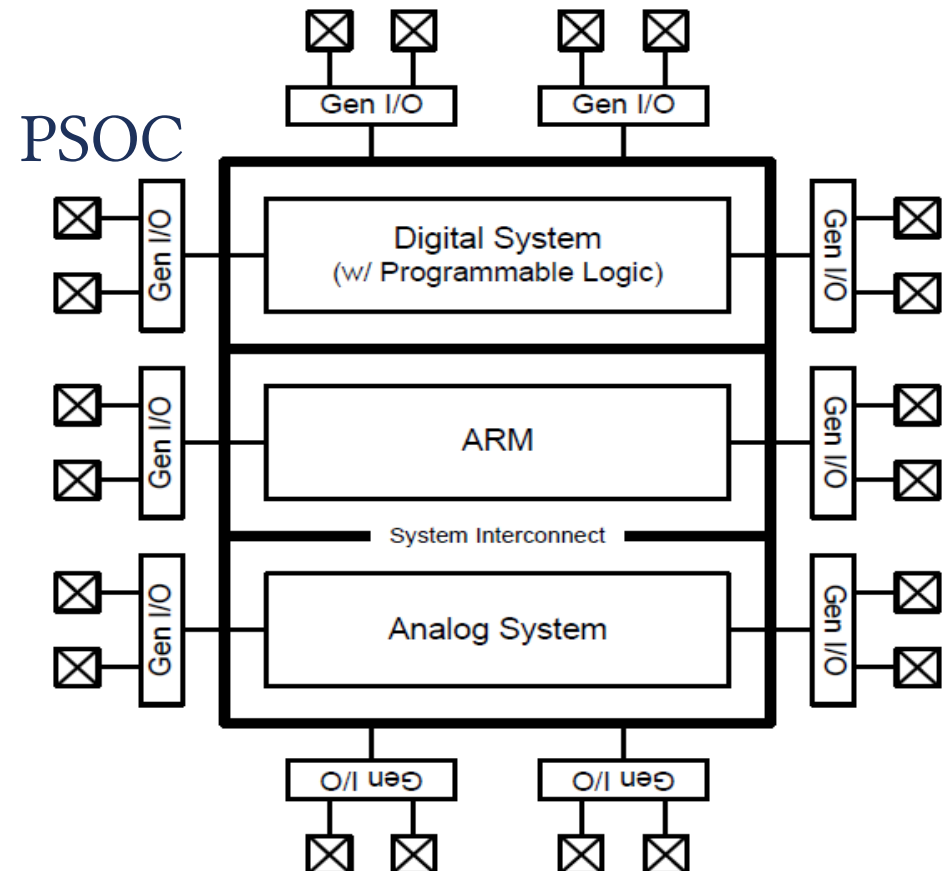 Gen I/O
Gen I/O
PSOC
Gen I/O
Digital System
(w/ Programmable Logic)
Gen I/O
Gen I/O
ARM
Gen I/O
System Interconnect
Gen I/O
Analog System
Gen I/O
Gen I/O
Gen I/O